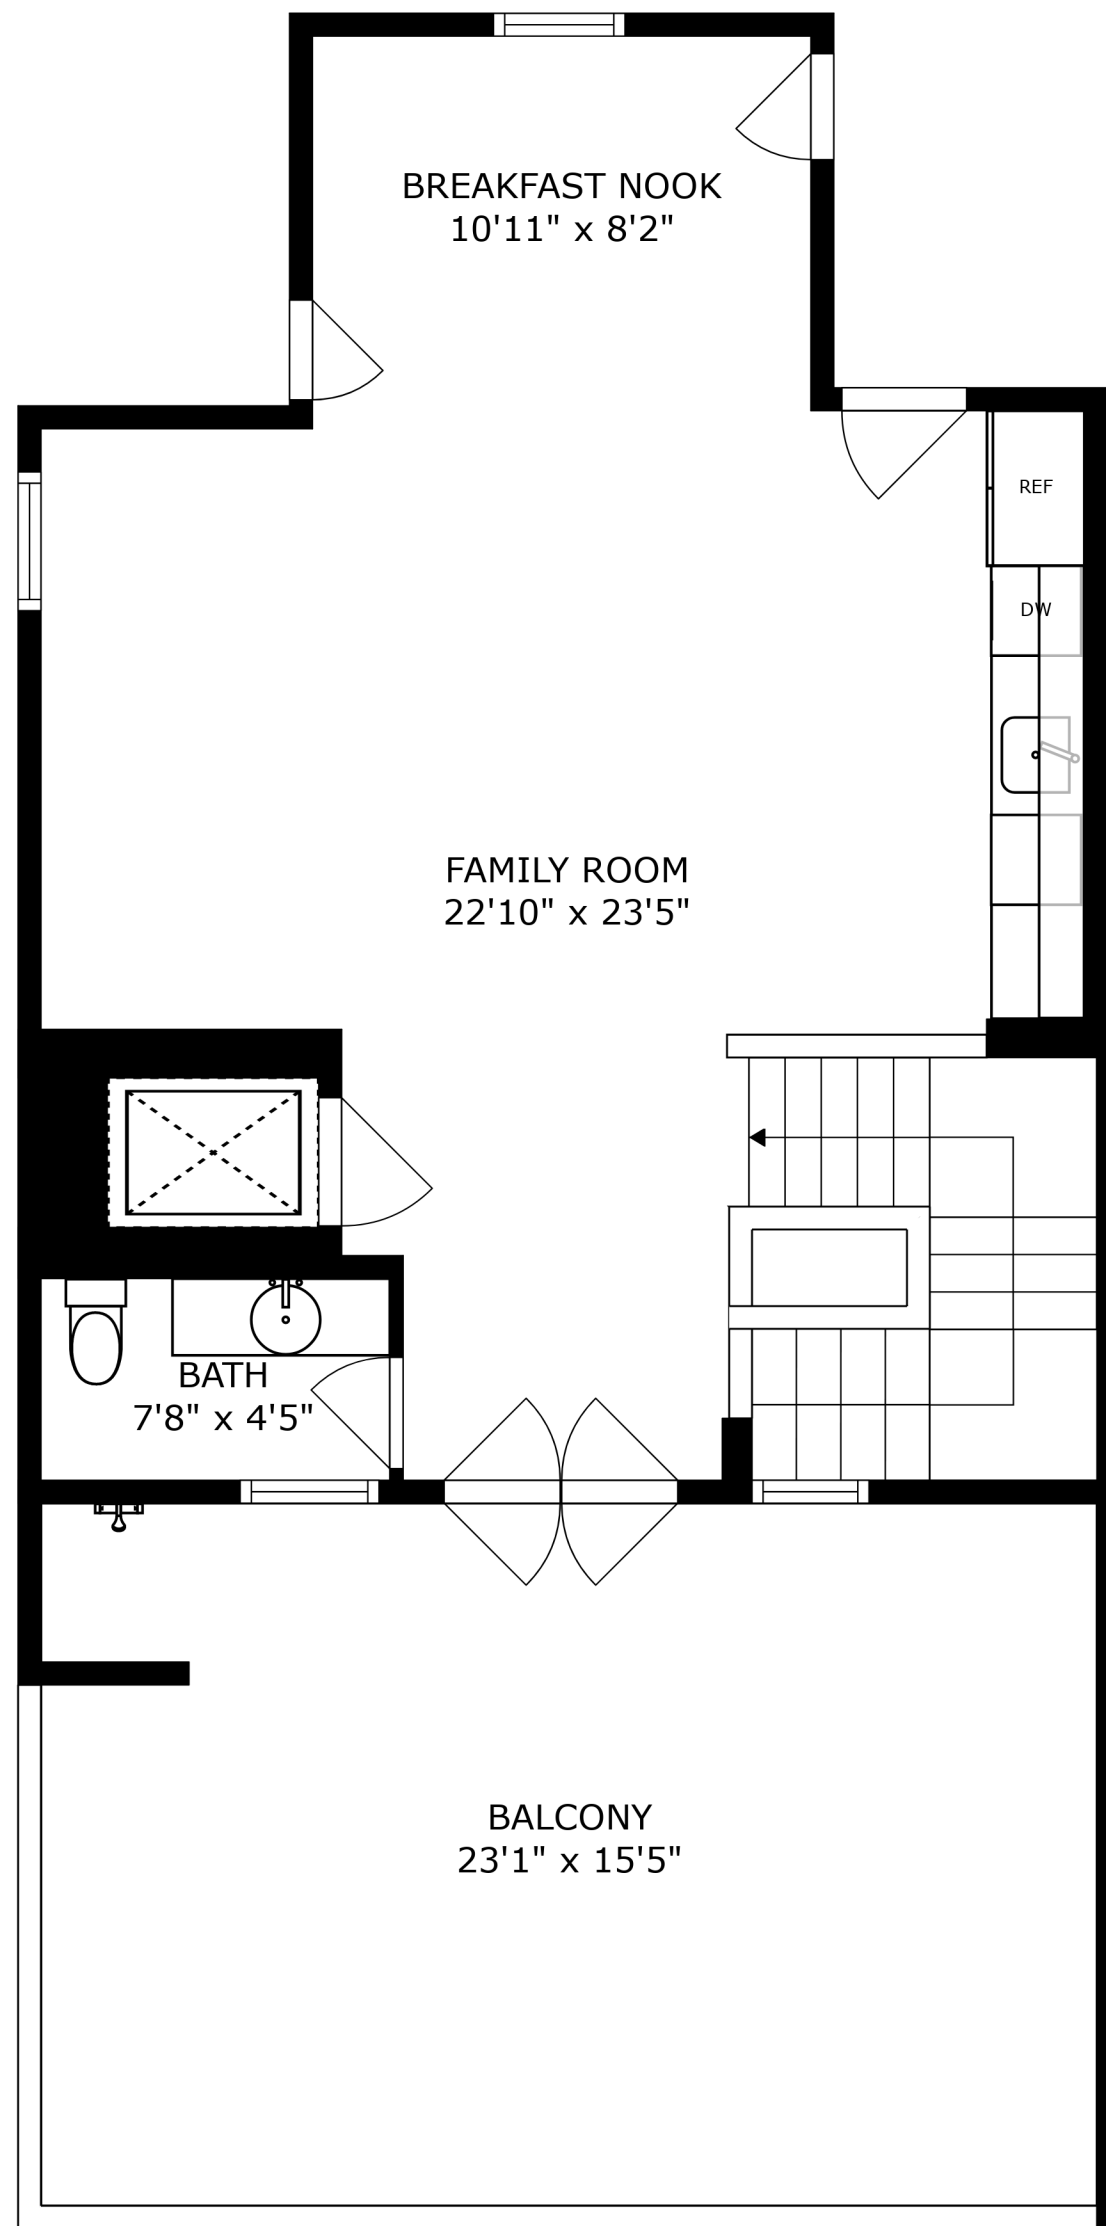 BREAKFAST NOOK
10'11" x 8'2"
REF
DW
FAMILY ROOM
22'10" x 23'5"
BATH
7'8" x 4'5"
BALCONY
23'1" x 15'5"